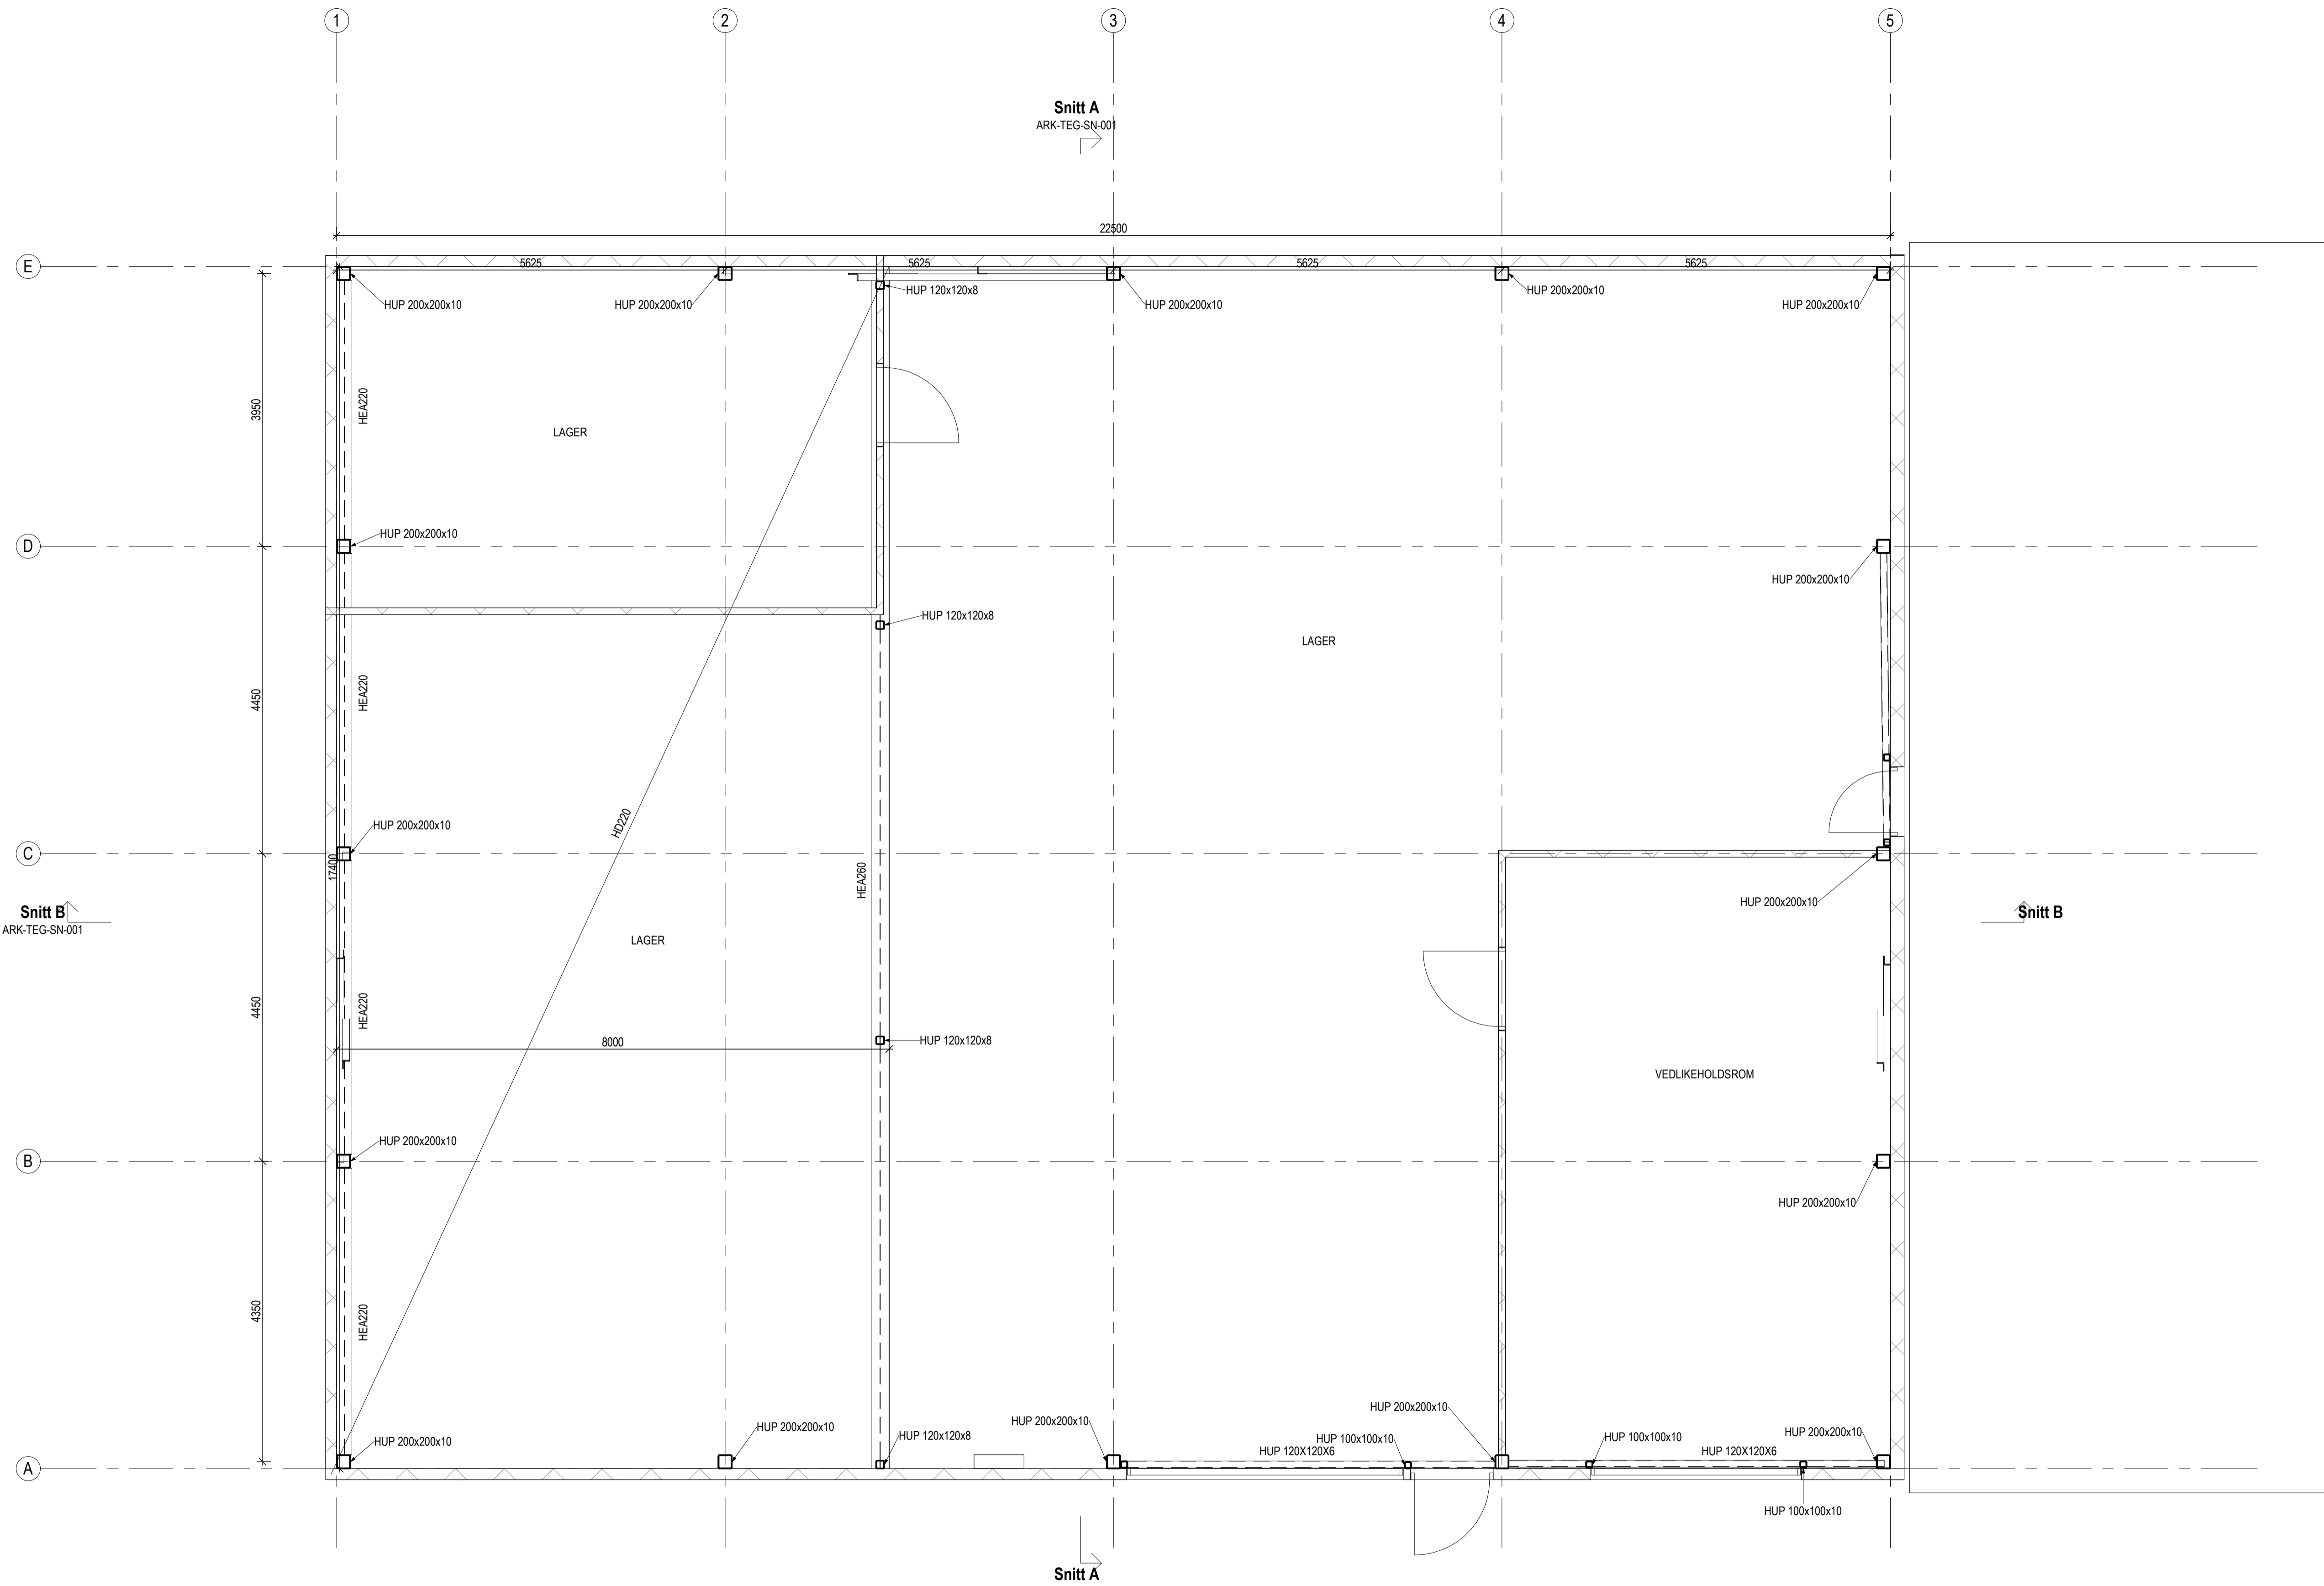 1 2 3 4 5
Snitt A
ARK-TEG-SN-001
22500
E
5625 5625 5625 5625
HUP 120x120x8
HUP 200x200x10
HUP 200x200x10
HUP 200x200x10
HUP 200x200x10
HUP 200x200x10
3950
HEA220
LAGER
D
HUP 200x200x10
HUP 200x200x10
HUP 120x120x8
LAGER
4450
HEA220
HD220
HUP 200x200x10
C
17400
HEA260
HUP 200x200x10
Snitt B
ARK-TEG-SN-001
Snitt B
LAGER
4450
HEA220
8000
HUP 120x120x8
VEDLIKEHOLDSROM
HUP 200x200x10
B
HUP 200x200x10
4350
HEA220
HUP 200x200x10
HUP 200x200x10
HUP 200x200x10
HUP 200x200x10
HUP 200x200x10
HUP 120x120x8
HUP 100x100x10
HUP 100x100x10
HUP 200x200x10
HUP 120X120X6
HUP 120X120X6
A
HUP 100x100x10
Snitt A